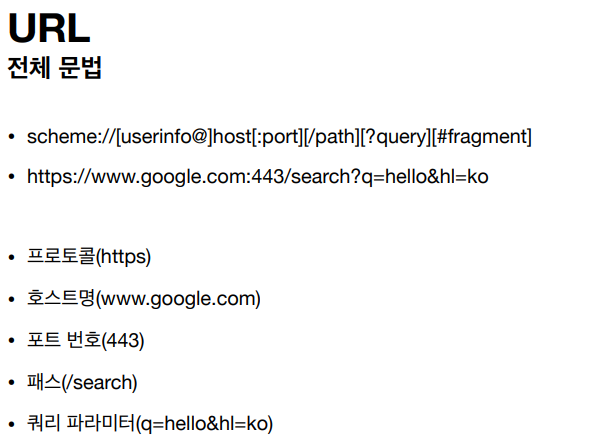 URL
전체 문법
• scheme://[userinfo@]host[:port][/path][?query][#fragment]
• https://www.google.com:443/search?q=hello&hl=ko
• 프로토콜(https)
• 호스트명(www.google.com)
• 포트 번호(443)
• 패스(/search)
• 쿼리 파라미터(q=hello&hl=ko)